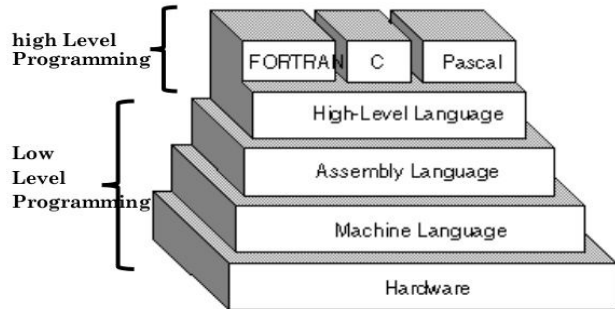 high Level
Programming
FORTRAN C Pascal
High-Level Language
Low
Level
Programming
Assembly Language
Machine Language
Hardware